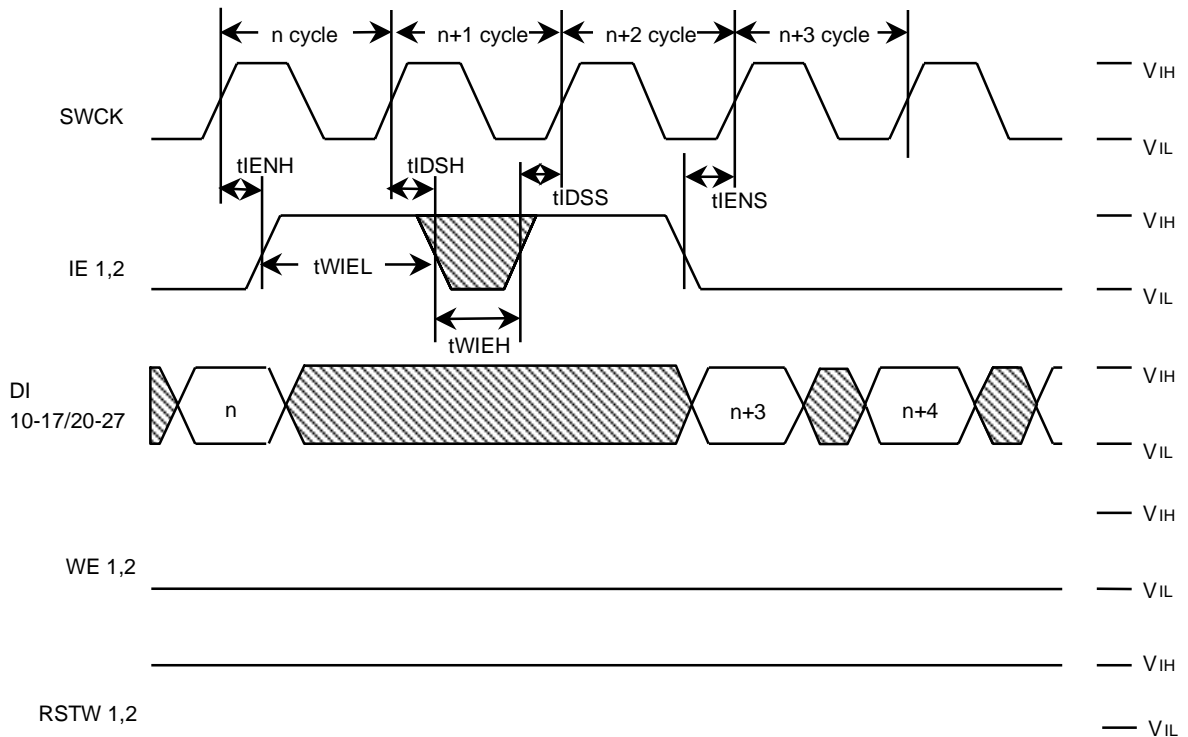 n cycle n+1 cycle n+2 cycle n+3 cycle
VIH
SWCK
VIL
tIENH tIDSH tIDSS tIENS
VIH
IE 1,2 tWIEL
VIL
tWIEH
VIH
DI
10-17/20-27 n n+3 n+4
VIL
VIH
WE 1,2
VIL
VIH
RSTW 1,2
VIL